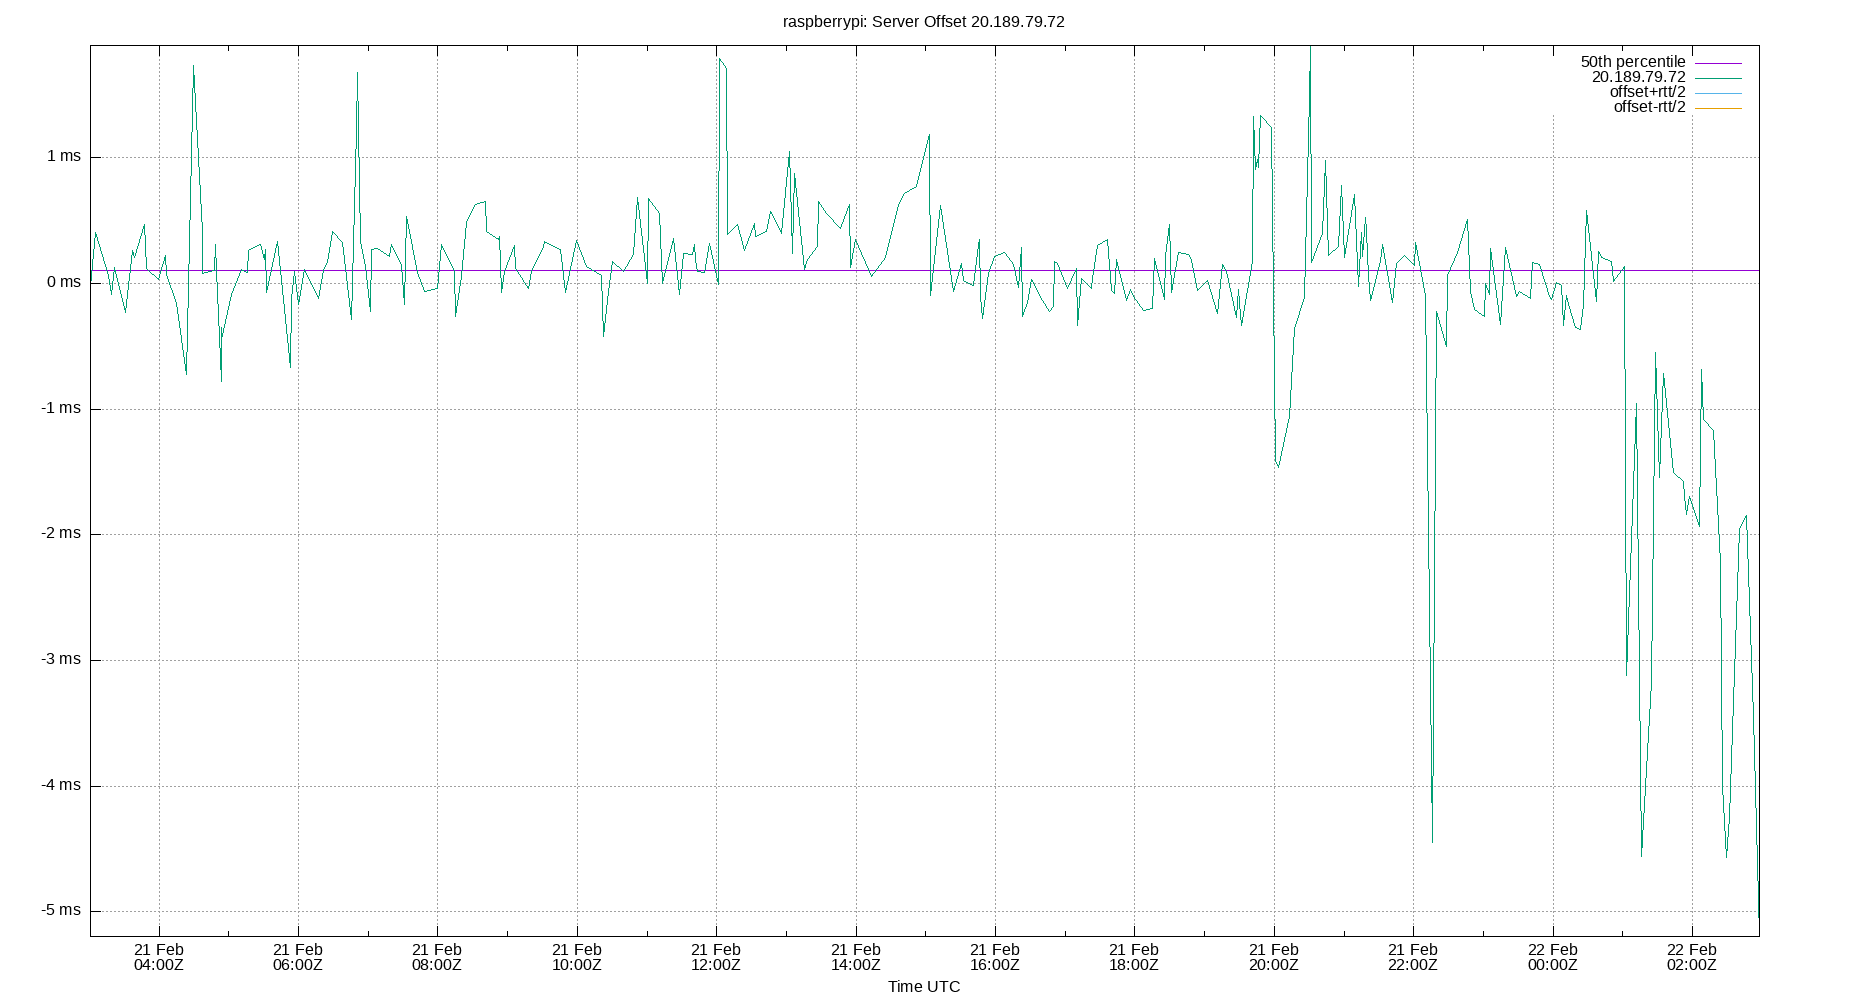 raspberrypi: Server Offset 20.189.79.72
50th percentile
20.189.79.72
offset+rtt/2
offset-rtt/2
1 ms
0 ms
-1 ms
-2 ms
-3 ms
-4 ms
-5 ms
21 Feb 21 Feb 21 Feb 21 Feb 21 Feb 21 Feb 21 Feb 21 Feb 21 Feb 21 Feb 22 Feb 22 Feb
04:00Z 06:00Z 08:00Z 10:00Z 12:00Z 14:00Z 16:00Z 18:00Z 20:00Z 22:00Z 00:00Z 02:00Z
Time UTC